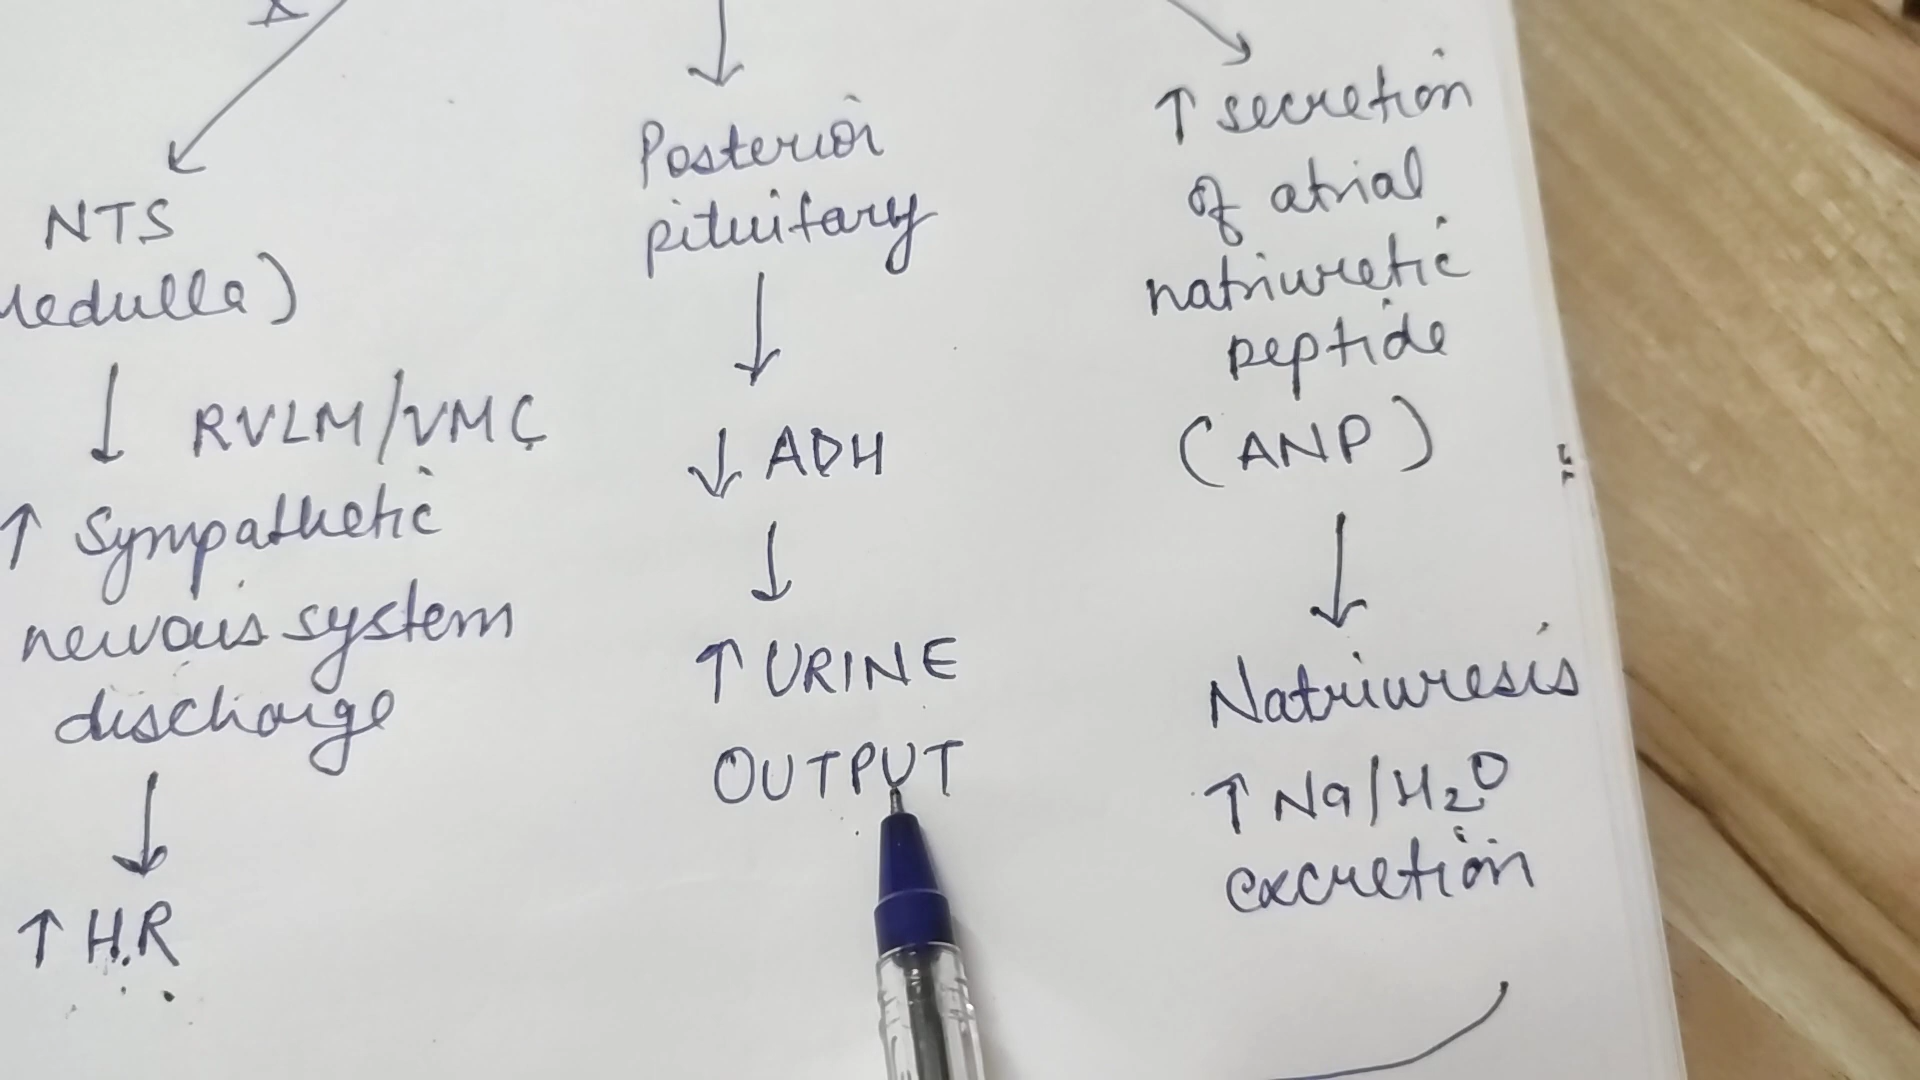 X
NTS
Medulla)
↓ RVLM/VMC
↑ Sympathetic
nervous system
discharge
↓
↑ H.R
Posterior
pituitary
↓
↓ ADH
↓
↑ URINE
OUTPUT
↑ secretion
of atrial
natriuretic
peptide
(ANP)
↓
Natriuresis
↑ Na/H2O
excretion